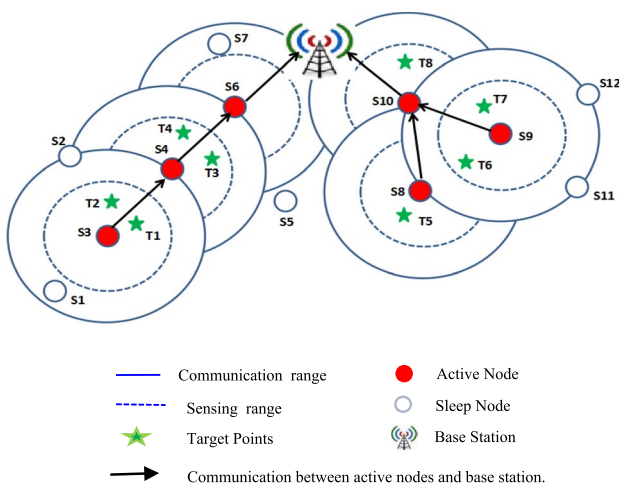 S7
S12
T8
S6
S10
T7
T4
S9
S2
S4
T3
T6
S8
S11
T2
S5
T5
S3
T1
S1
Communication range
Active Node
Sensing range
Sleep Node
Target Points
Base Station
Communication between active nodes and base station.